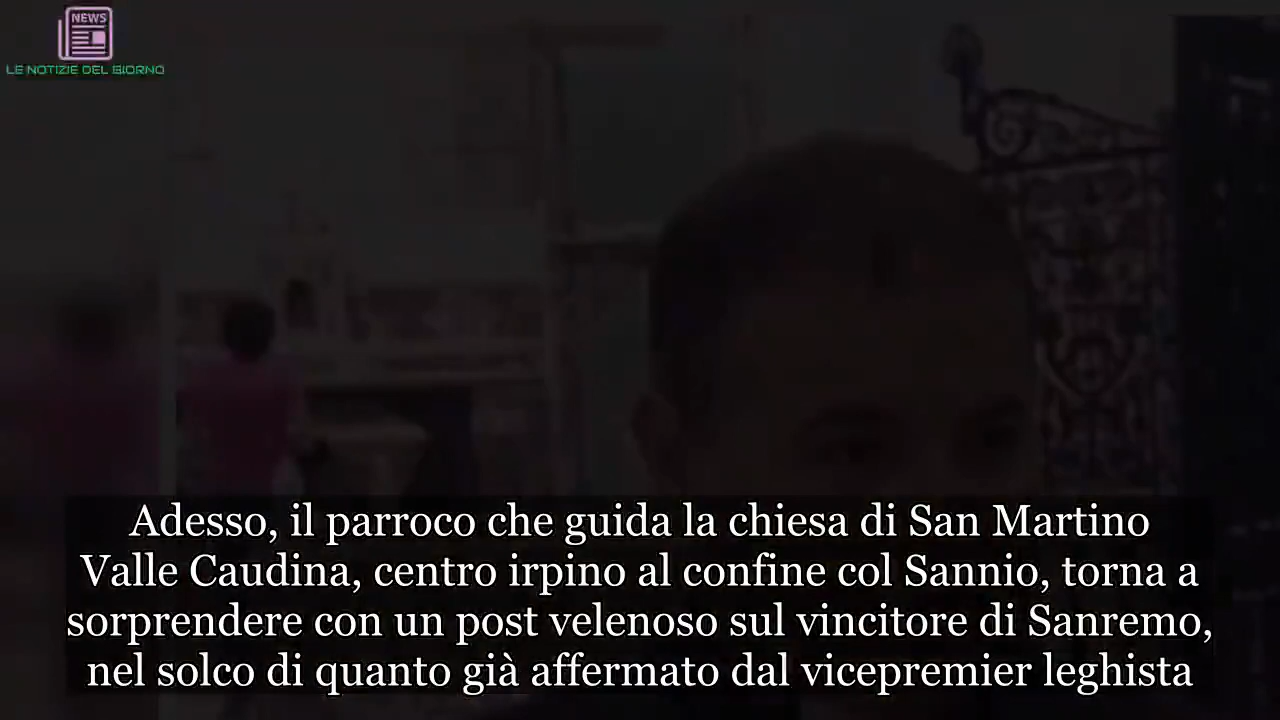 NEWS
LE NOTIZIE DEL GIORNO
Adesso, il parroco che guida la chiesa di San Martino
Valle Caudina, centro irpino al confine col Sannio, torna a
sorprendere con un post velenoso sul vincitore di Sanremo,
nel solco di quanto già affermato dal vicepremier leghista